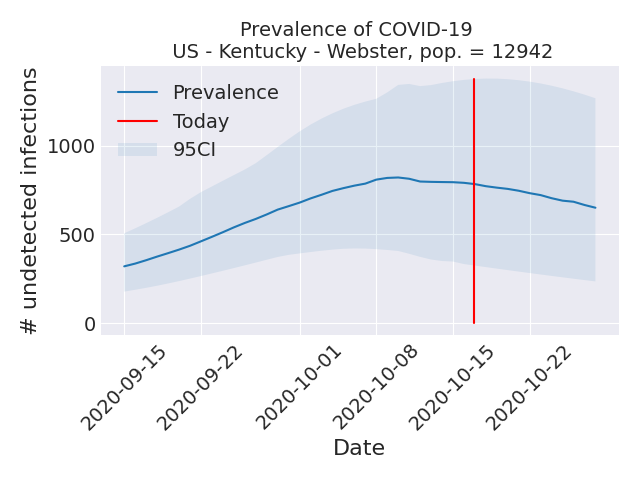 Prevalence of COVID-19
US - Kentucky - Webster, pop. = 12942
Prevalence
Today
95CI
# undetected infections
1000
500
0
2020-09-15
2020-09-22
2020-10-01
2020-10-08
2020-10-15
2020-10-22
Date